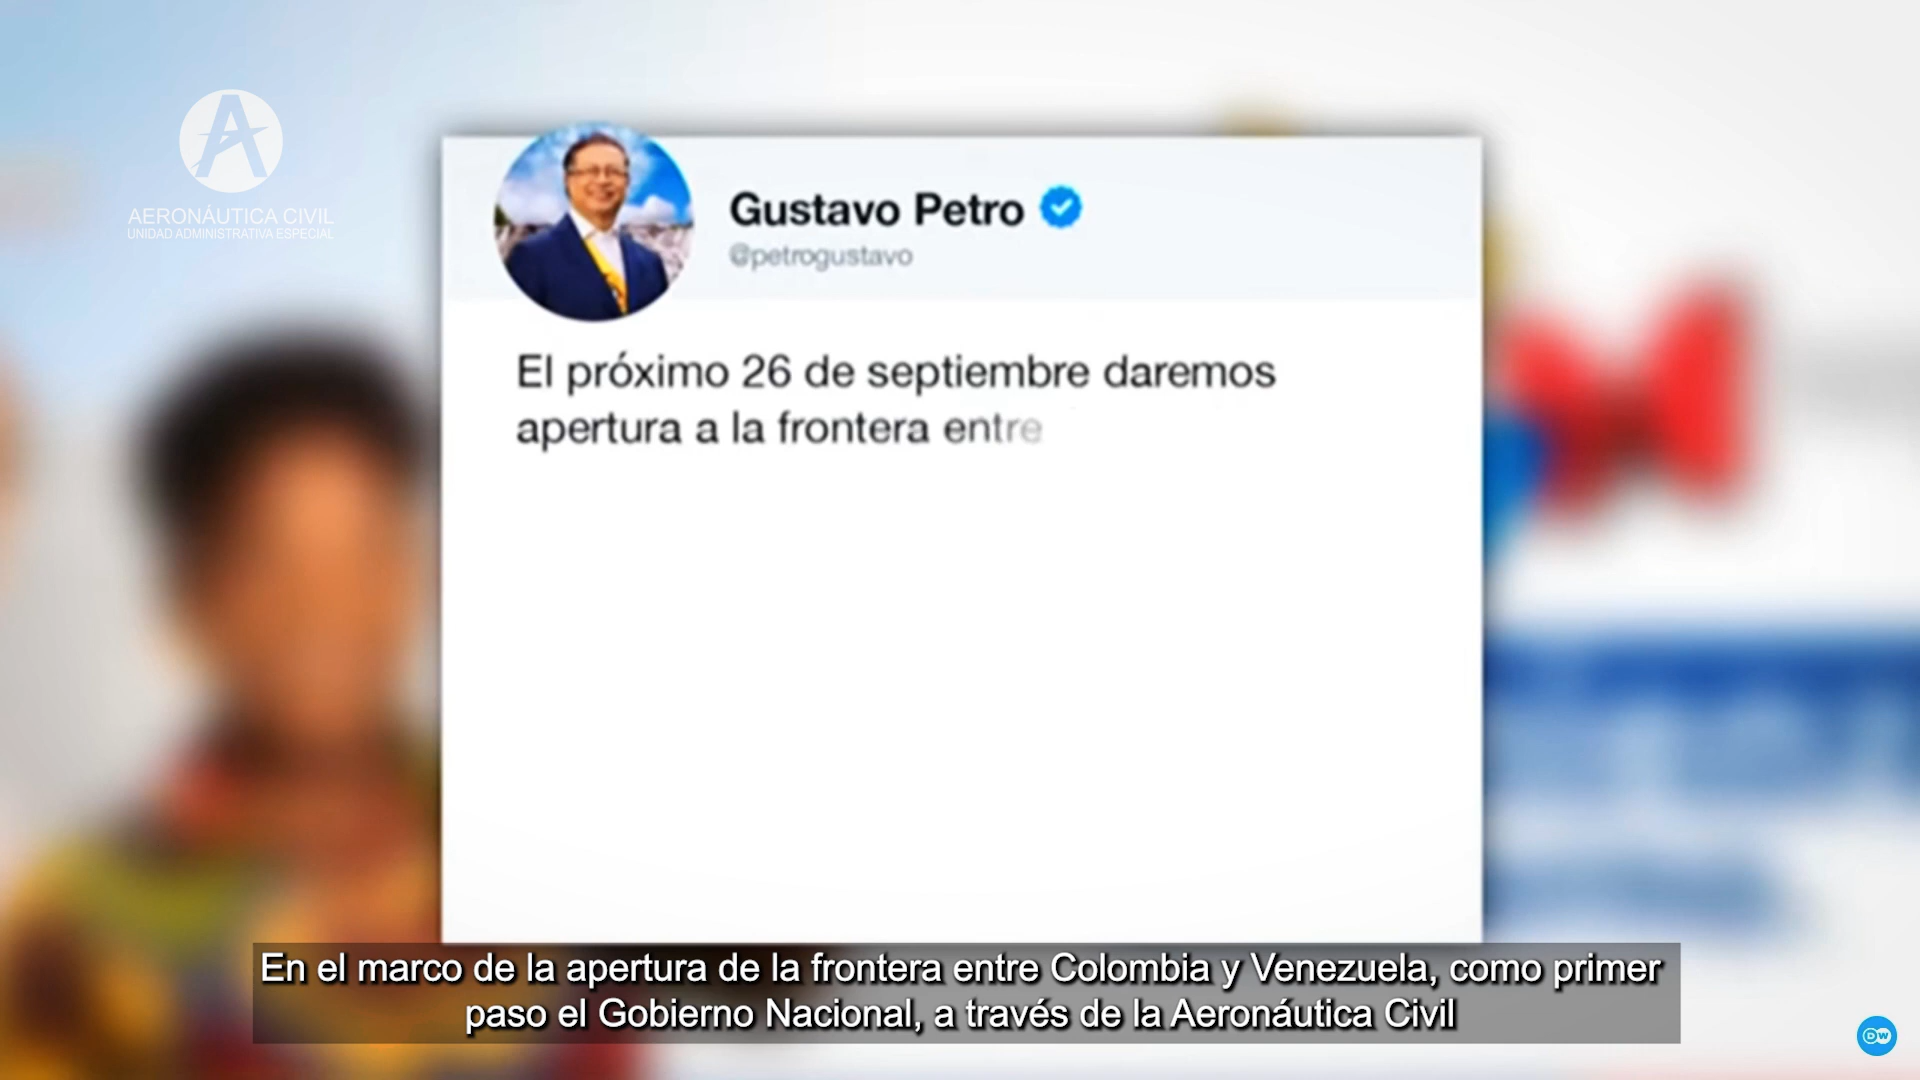 AERONÁUTICA CIVIL
UNIDAD ADMINISTRATIVA ESPECIAL
Gustavo Petro
@petrogustavo
El próximo 26 de septiembre daremos
apertura a la frontera entre
En el marco de la apertura de la frontera entre Colombia y Venezuela, como primer
paso el Gobierno Nacional, a través de la Aeronáutica Civil
DW